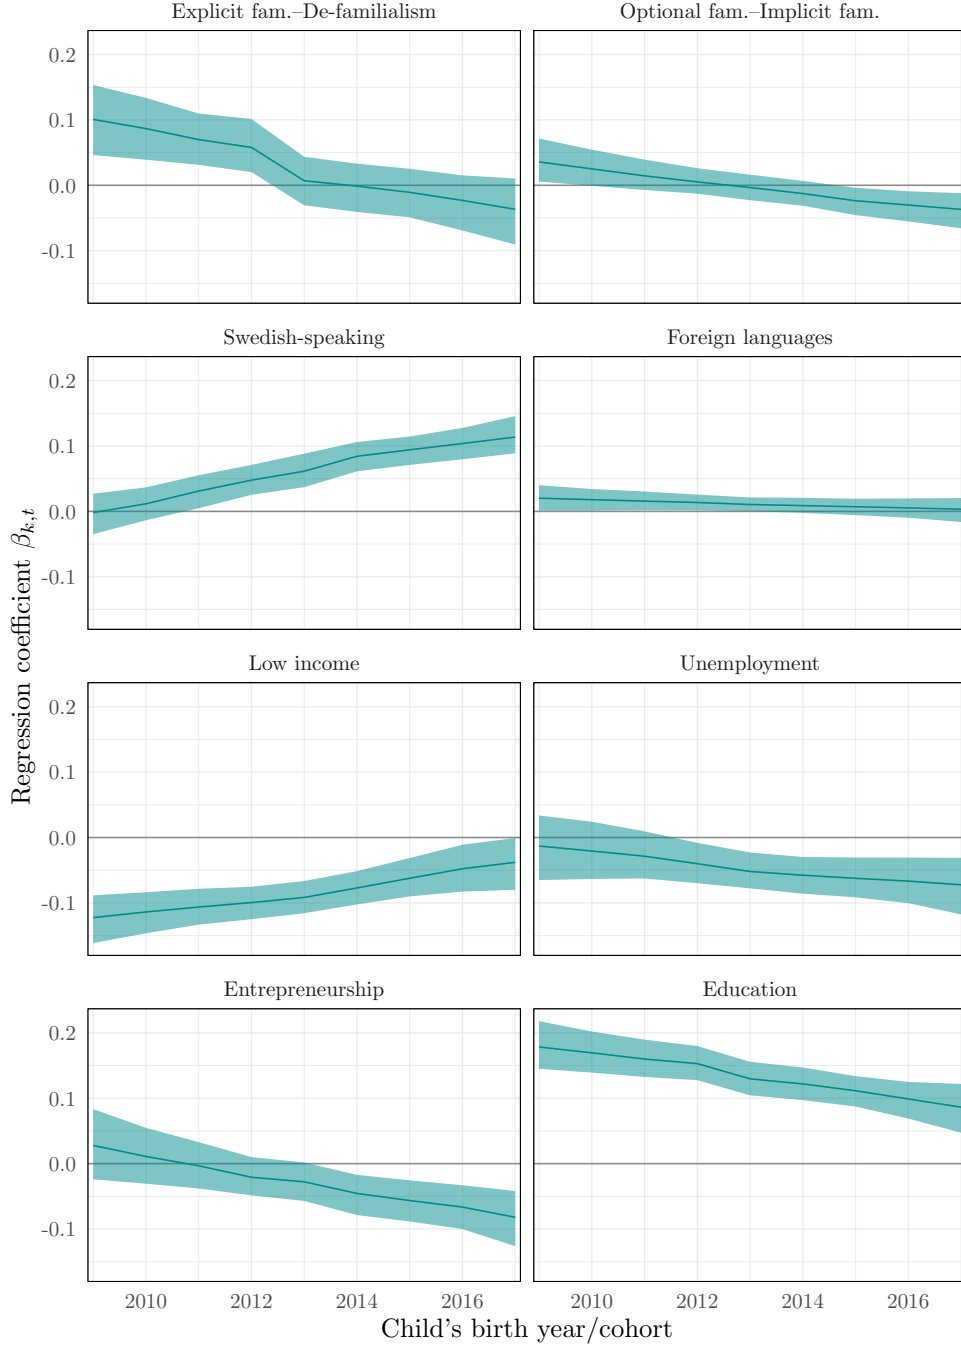 Explicit fam.–De-familialism
Optional fam.–Implicit fam.
0.2
0.1
0.0
-0.1
Swedish-speaking
Foreign languages
0.2
0.1
0.0
-0.1
Low income
Unemployment
0.2
0.1
0.0
-0.1
Entrepreneurship
Education
0.2
0.1
0.0
-0.1
2010 2012 2014 2016
2010 2012 2014 2016
Child's birth year/cohort
Regression coefficient βk,t